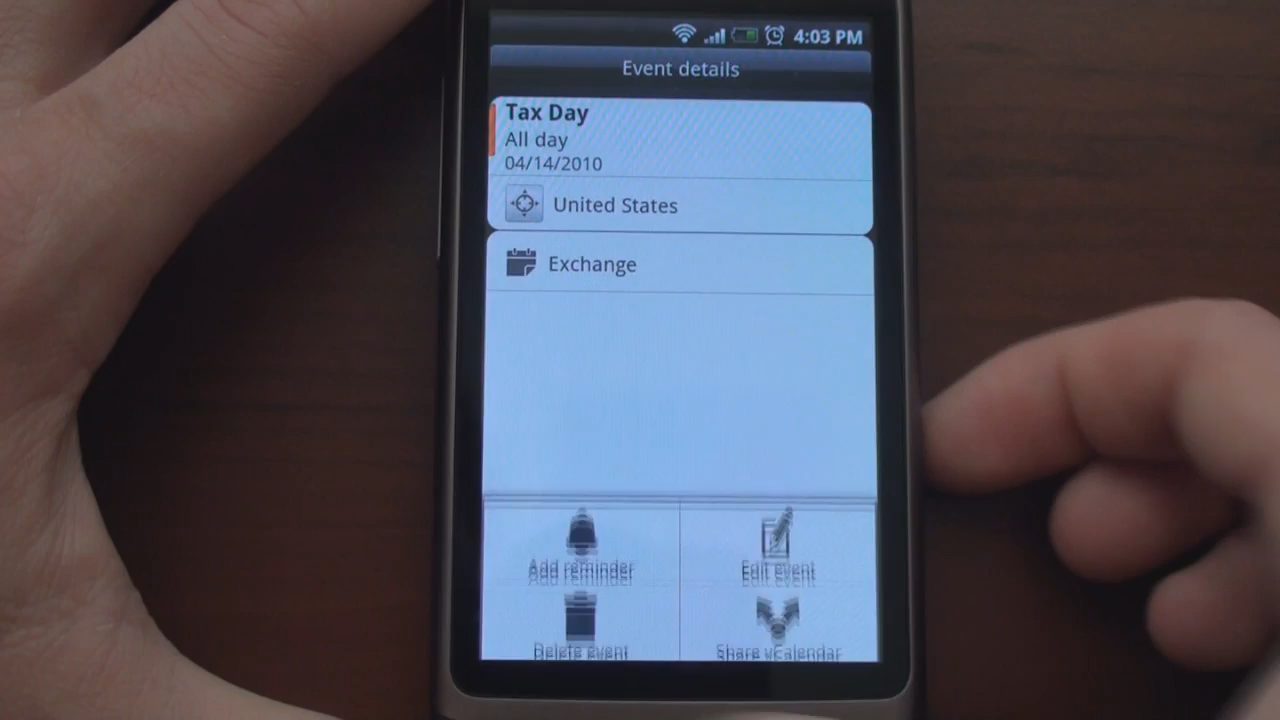 4:03 PM
Event details
Tax Day
All day
04/14/2010
United States
Exchange
Add reminder
Edit event
Delete event
Share vCalendar